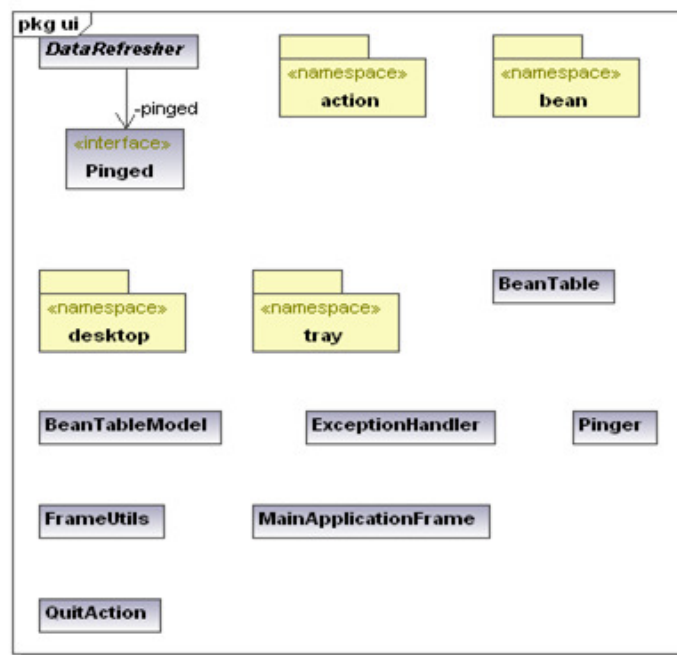 pkg ui
DataRefresher
«namespace»
action
«namespace»
bean
-pinged
«interface»
Pinged
«namespace»
desktop
«namespace»
tray
BeanTable
BeanTableModel
ExceptionHandler
Pinger
FrameUtils
MainApplicationFrame
QuitAction